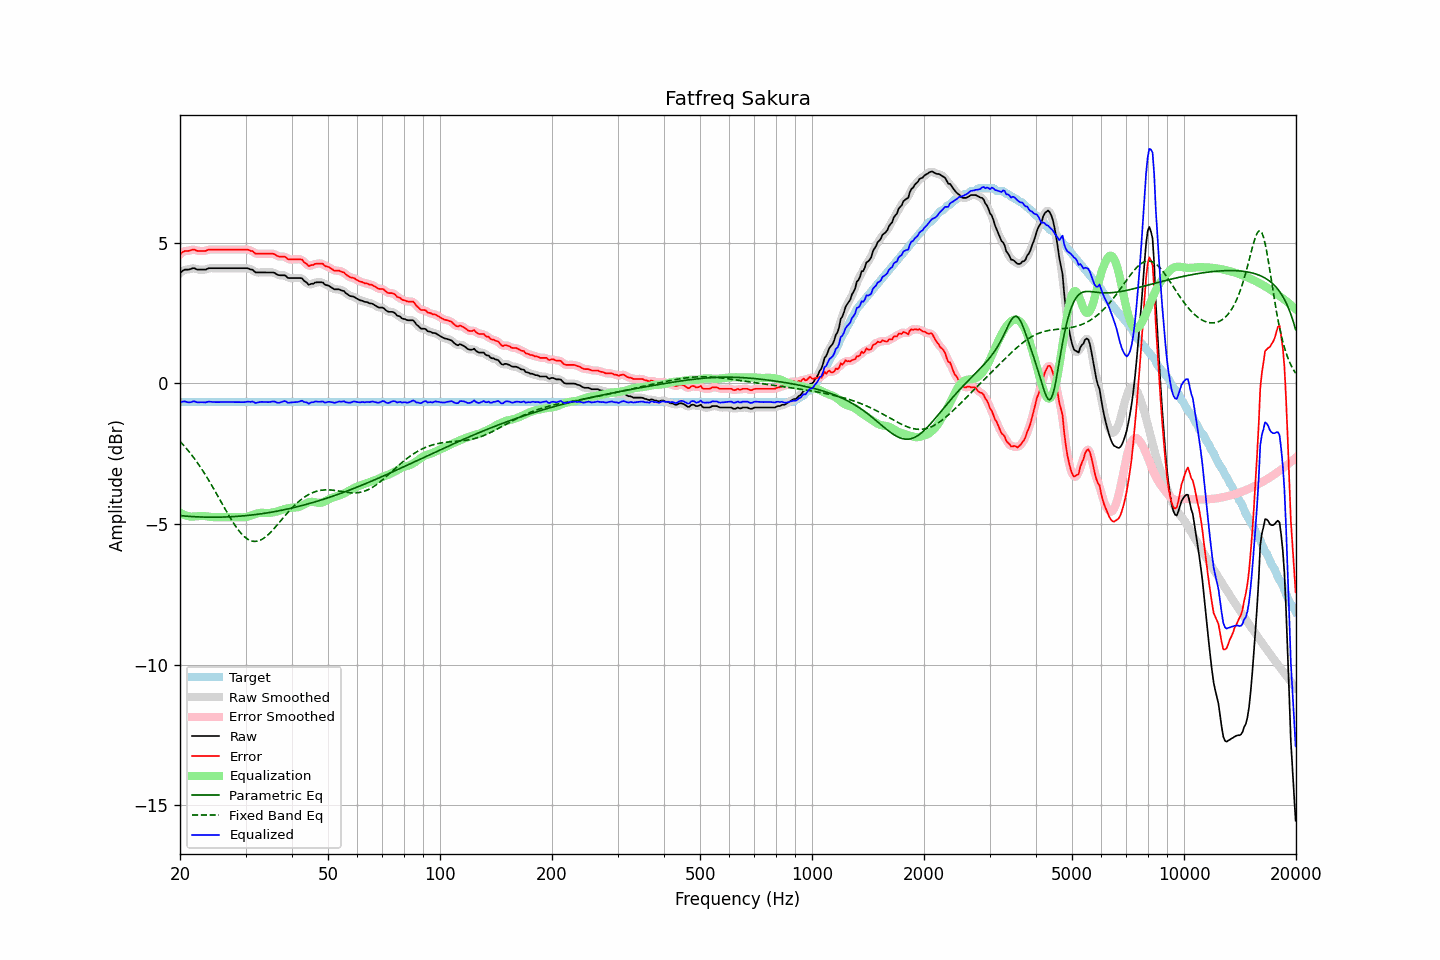 Fatfreq Sakura
5
0
−5
−10
−15
Amplitude (dBr)
Target
Raw Smoothed
Error Smoothed
Raw
Error
Equalization
Parametric Eq
Fixed Band Eq
Equalized
20 50 100 200 500 1000 2000 5000 10000 20000
Frequency (Hz)